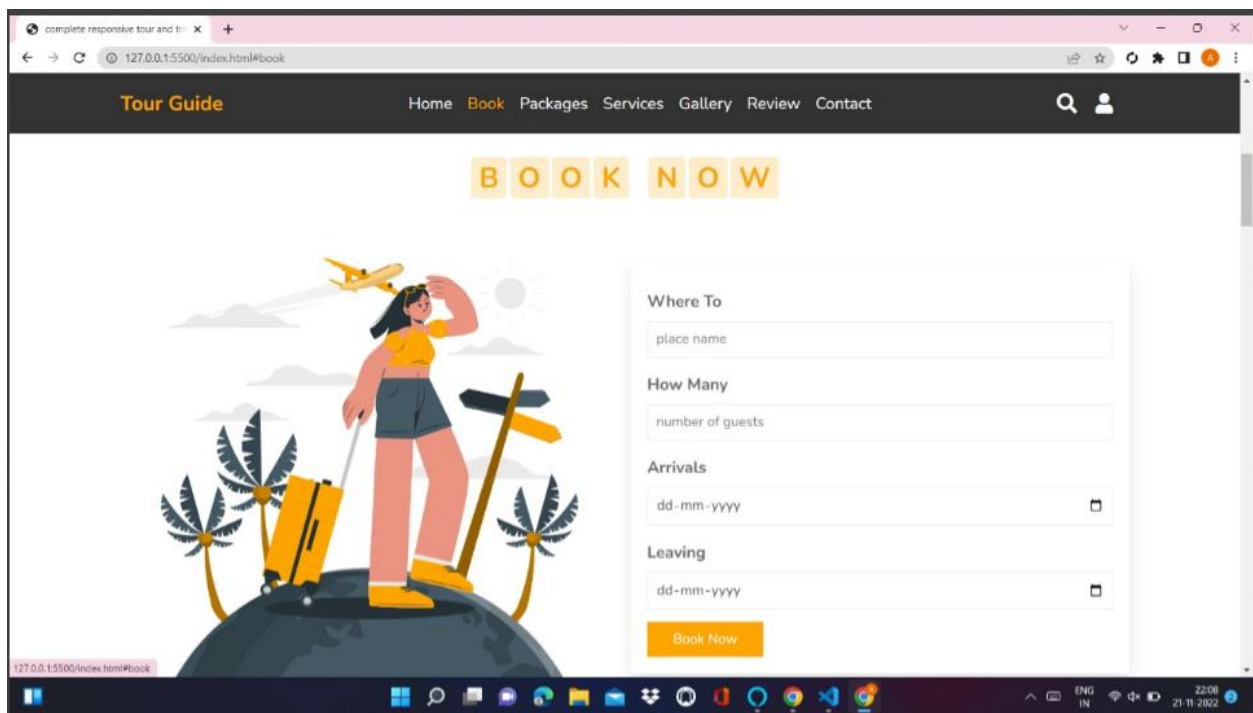 complete responsive tour and tr
127.0.0.1:5500/index.html#book
A
Tour Guide
Home Book Packages Services Gallery Review Contact
BOOK NOW
Where To
place name
How Many
number of guests
Arrivals
dd-mm-yyyy
Leaving
dd-mm-yyyy
Book Now
127.0.0.1:5500/index.html#book
ENG
IN
22:08
21-11-2022